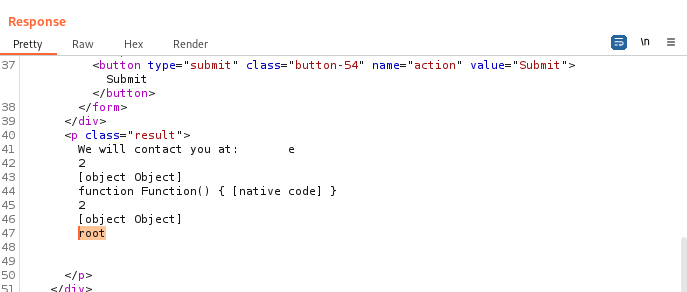 Response
Pretty Raw Hex Render \n
37 <button type="submit" class="button-54" name="action" value="Submit">
Submit
</button>
38 </form>
39 </div>
40 <p class="result">
41 We will contact you at: e
42 2
43 [object Object]
44 function Function() { [native code] }
45 2
46 [object Object]
47 root
48
49
50 </p>
51 </div>